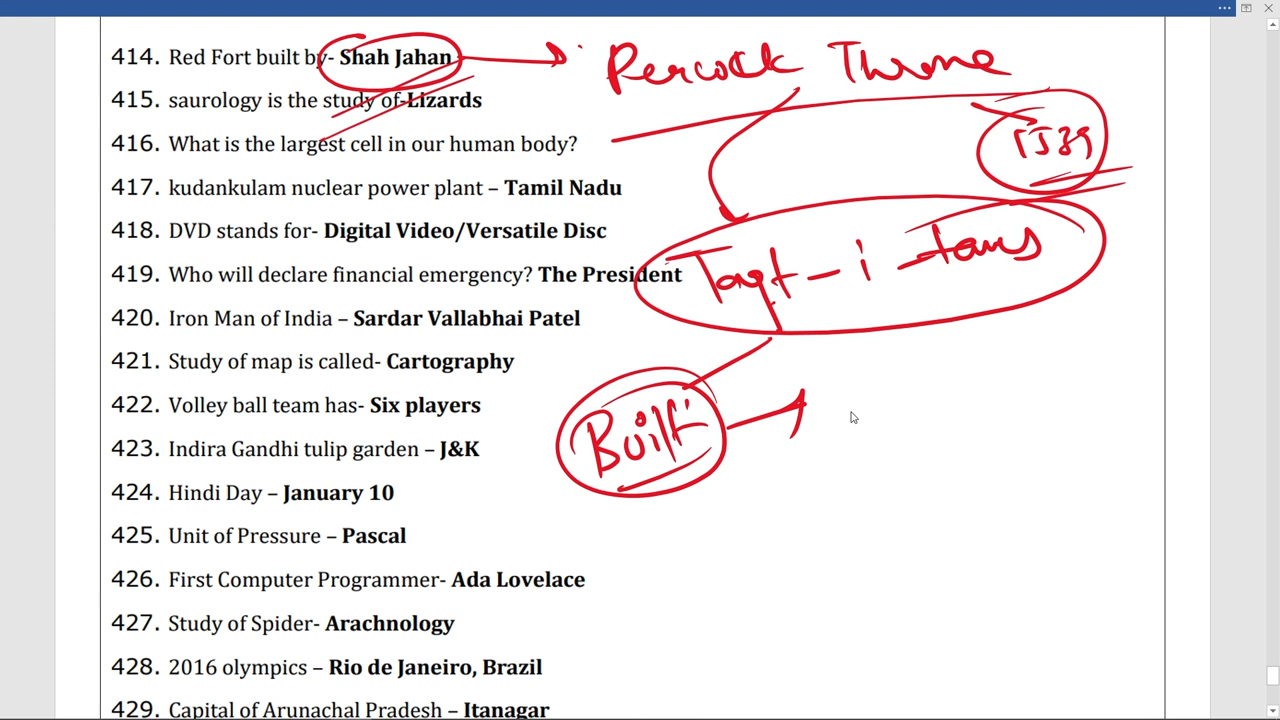 414. Red Fort built by- Shah Jahan
Percock Throne
415. saurology is the study of-Lizards
1739
416. What is the largest cell in our human body?
417. kudankulam nuclear power plant – Tamil Nadu
418. DVD stands for- Digital Video/Versatile Disc
Taqt-i taus
419. Who will declare financial emergency? The President
420. Iron Man of India – Sardar Vallabhai Patel
421. Study of map is called- Cartography
422. Volley ball team has- Six players
Built
423. Indira Gandhi tulip garden – J&K
424. Hindi Day – January 10
425. Unit of Pressure – Pascal
426. First Computer Programmer- Ada Lovelace
427. Study of Spider- Arachnology
428. 2016 olympics – Rio de Janeiro, Brazil
429. Capital of Arunachal Pradesh – Itanagar